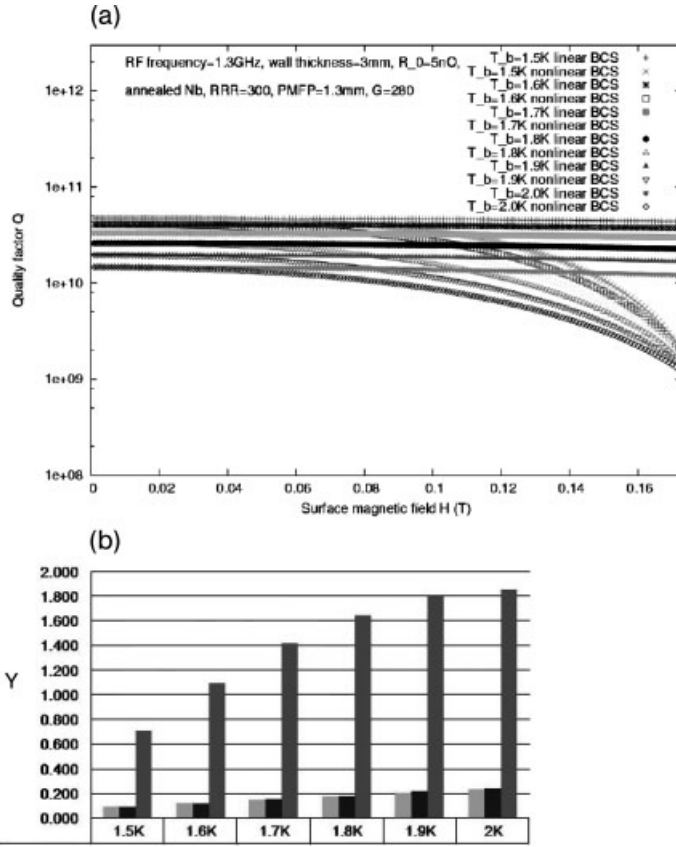 (a)
RF frequency=1.3GHz, wall thickness=3mm, R_0=5nO,
annealed Nb, RRR=300, PMFP=1.3mm, G=280
T_b=1.5K linear BCS
T_b=1.5K nonlinear BCS
T_b=1.6K linear BCS
T_b=1.6K nonlinear BCS
T_b=1.7K linear BCS
T_b=1.7K nonlinear BCS
T_b=1.8K linear BCS
T_b=1.8K nonlinear BCS
T_b=1.9K linear BCS
T_b=1.9K nonlinear BCS
T_b=2.0K linear BCS
T_b=2.0K nonlinear BCS
Quality factor Q
1e+12
1e+11
1e+10
1e+09
1e+08
0 0.02 0.04 0.06 0.08 0.1 0.12 0.14 0.16
Surface magnetic field H (T)
(b)
Y
2.000
1.800
1.600
1.400
1.200
1.000
0.800
0.600
0.400
0.200
0.000
1.5K 1.6K 1.7K 1.8K 1.9K 2K